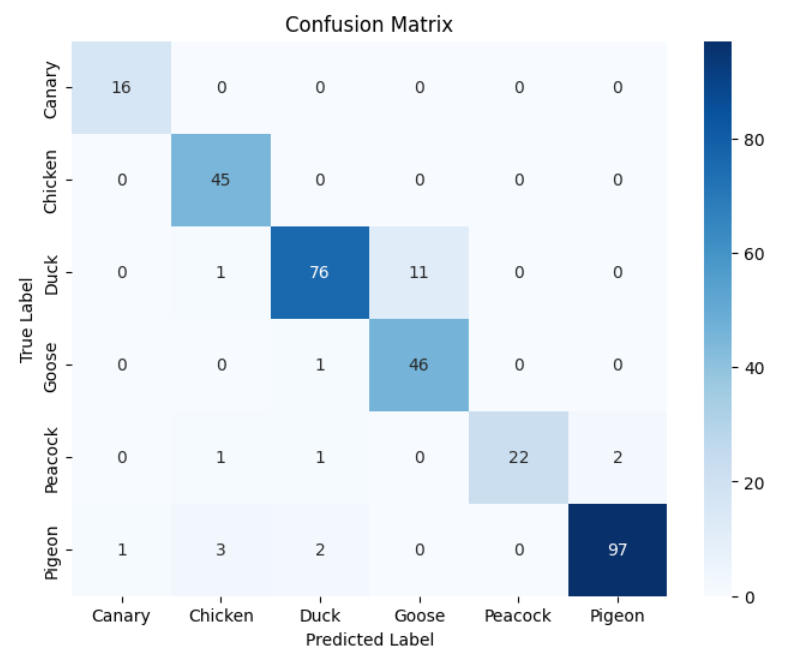 Confusion Matrix
True Label
Canary 16 0 0 0 0 0
Chicken 0 45 0 0 0 0
80
Duck 0 1 76 11 0 0
60
Goose 0 0 1 46 0 0
40
Peacock 0 1 1 0 22 2
20
Pigeon 1 3 2 0 0 97
0
Canary Chicken Duck Goose Peacock Pigeon
Predicted Label